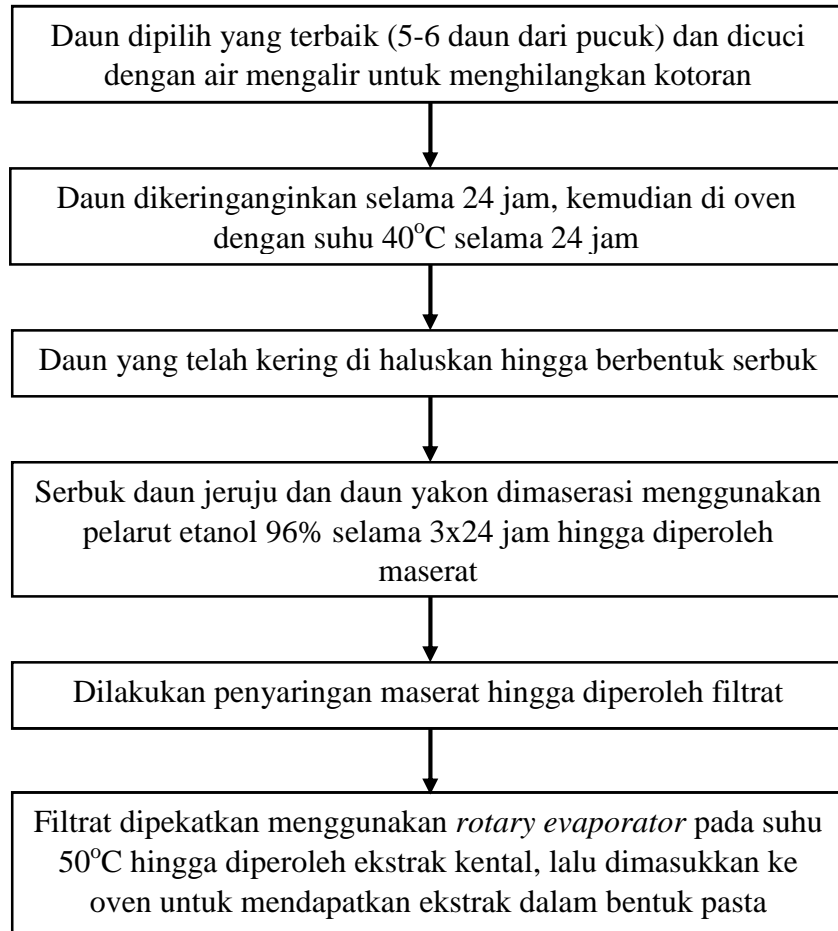 Daun dipilih yang terbaik (5-6 daun dari pucuk) dan dicuci
dengan air mengalir untuk menghilangkan kotoran
Daun dikeringanginkan selama 24 jam, kemudian di oven
dengan suhu 40°C selama 24 jam
Daun yang telah kering di haluskan hingga berbentuk serbuk
Serbuk daun jeruju dan daun yakon dimaserasi menggunakan
pelarut etanol 96% selama 3x24 jam hingga diperoleh
maserat
Dilakukan penyaringan maserat hingga diperoleh filtrat
Filtrat dipekatkan menggunakan rotary evaporator pada suhu
50°C hingga diperoleh ekstrak kental, lalu dimasukkan ke
oven untuk mendapatkan ekstrak dalam bentuk pasta